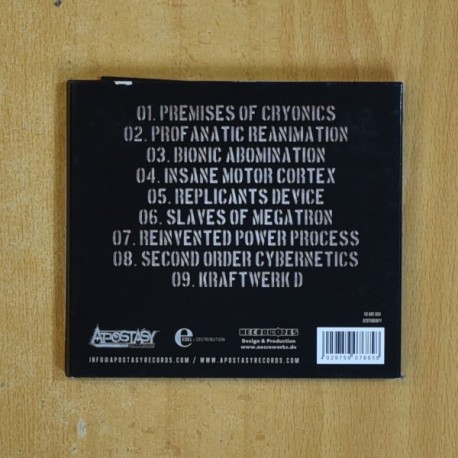 01. PREMISES OF CRYONICS
02. PROFANATIC REANIMATION
03. BIONIC ABOMINATION
04. INSANE MOTOR CORTEX
05. REPLICANTS DEVICE
06. SLAVES OF MEGATRON
07. REINVENTED POWER PROCESS
08. SECOND ORDER CYBERNETICS
09. KRAFTWERK D
APOSTASY
EDEL : DISTRIBUTION
Design & Production
www.necrowerks.de
INFO@APOSTASYRECORDS.COM / WWW.APOSTASYRECORDS.COM